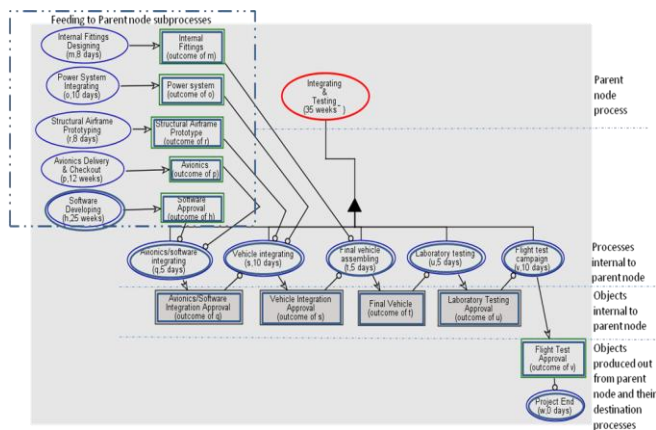 Feeding to Parent node subprocesses
Internal Fittings
Designing
(m,8 days)
Internal
Fittings
(outcome of m)
Power System
Integrating
(o,10 days)
Power system
(outcome of o)
Structural Airframe
Prototyping
(r,8 days)
Structural Airframe
Prototype
(outcome of r)
Avionics Delivery
& Checkout
(p,12 weeks)
Avionics
(outcome of p)
Software
Developing
(h,25 weeks)
Software
Approval
(outcome of h)
Integrating
&
Testing
(35 weeks~)
Parent
node
process
Avionics/software
integrating
(q,5 days)
Vehicle integrating
(s,10 days)
Final vehicle
assembling
(t,5 days)
Laboratory testing
(u,5 days)
Flight test
campaign
(v,10 days)
Processes
internal to
parent node
Avionics/Software
Integration Approval
(outcome of q)
Vehicle Integration
Approval
(outcome of s)
Final Vehicle
(outcome of t)
Laboratory Testing
Approval
(outcome of u)
Objects
internal to
parent node
Flight Test
Approval
(outcome of v)
Project End
(w,0 days)
Objects
produced out
from parent
node and their
destination
processes